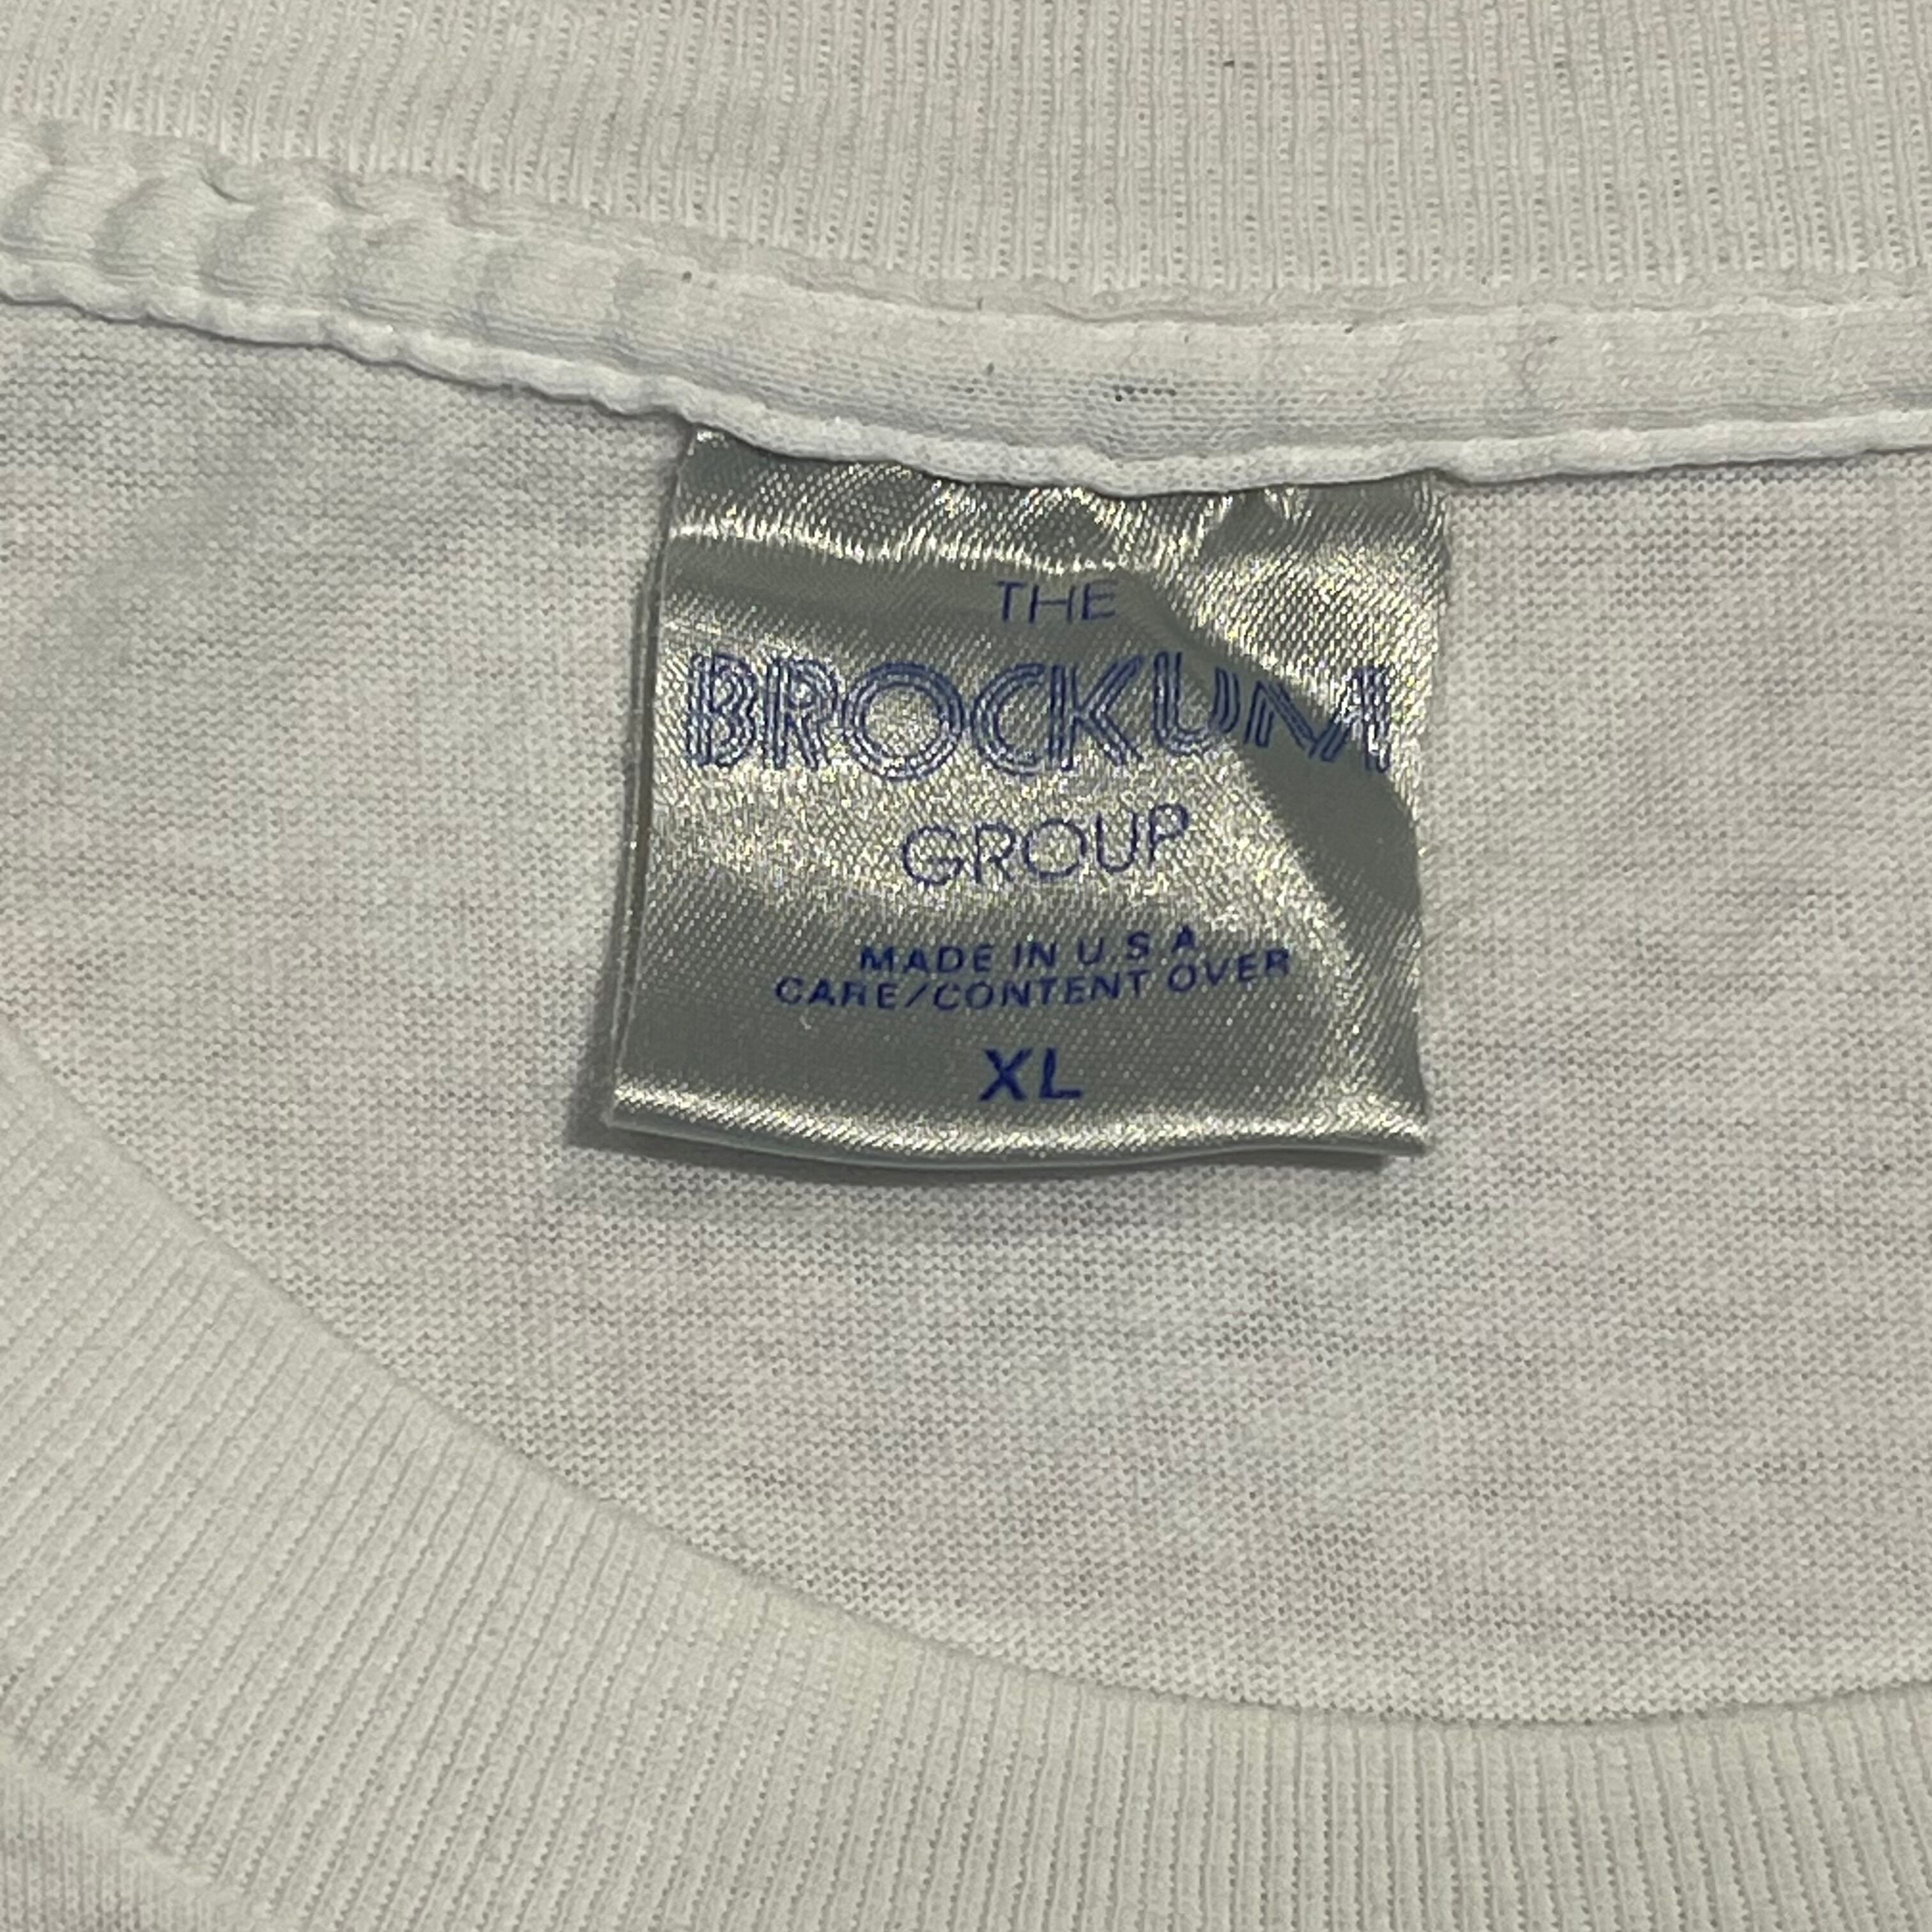 THE
BROCKUM
GROUP
MADE IN U.S.A.
CARE/CONTENT OVER
XL